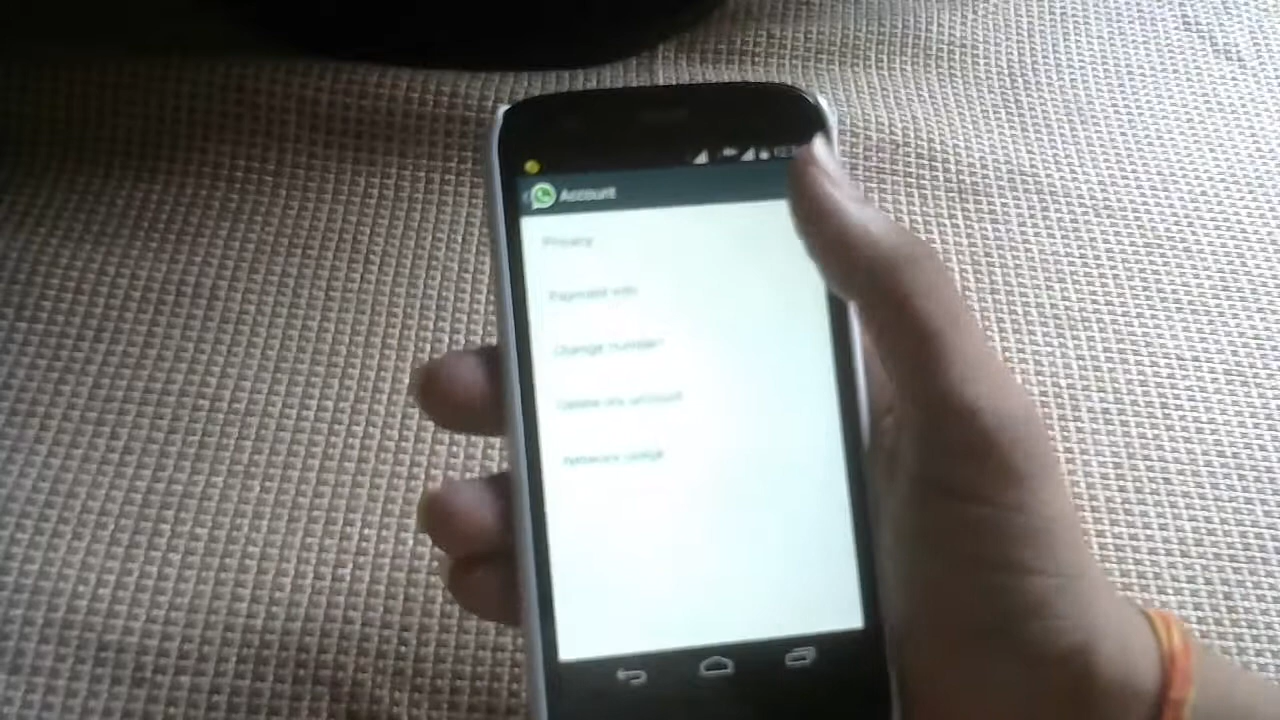 Account
Privacy
Payment info
Change number
Delete my account
Network usage